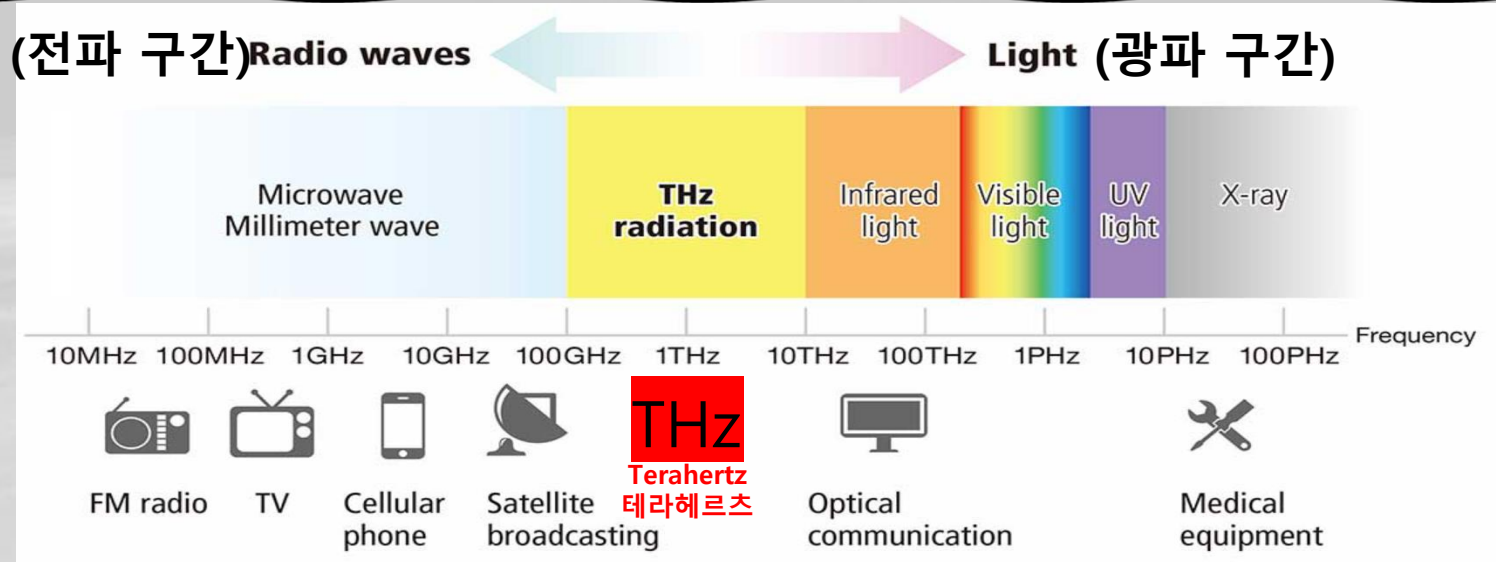 (전파 구간)Radio waves
Light (광파 구간)
Microwave
Millimeter wave
THz
radiation
Infrared
light
Visible
light
UV
light
X-ray
Frequency
10MHz 100MHz 1GHz 10GHz 100GHz 1THz 10THz 100THz 1PHz 10PHz 100PHz
THz
Terahertz
테라헤르츠
FM radio
TV
Cellular
phone
Satellite
broadcasting
Optical
communication
Medical
equipment